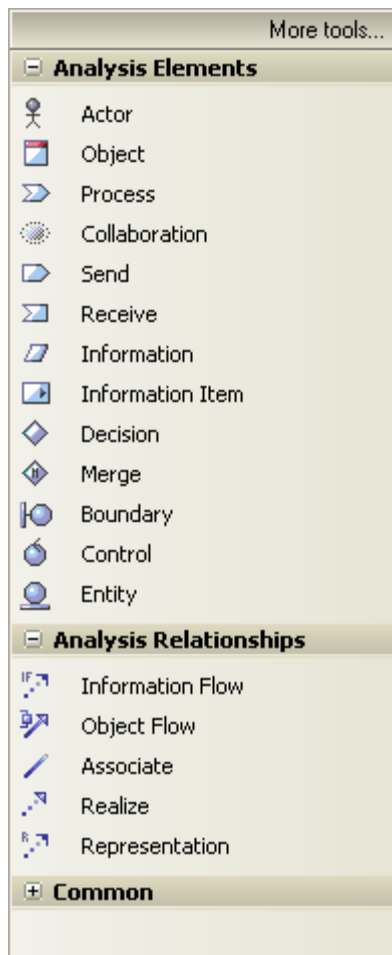 More tools...
Analysis Elements
Actor
Object
Process
Collaboration
Send
Receive
Information
Information Item
Decision
Merge
Boundary
Control
Entity
Analysis Relationships
Information Flow
Object Flow
Associate
Realize
Representation
Common